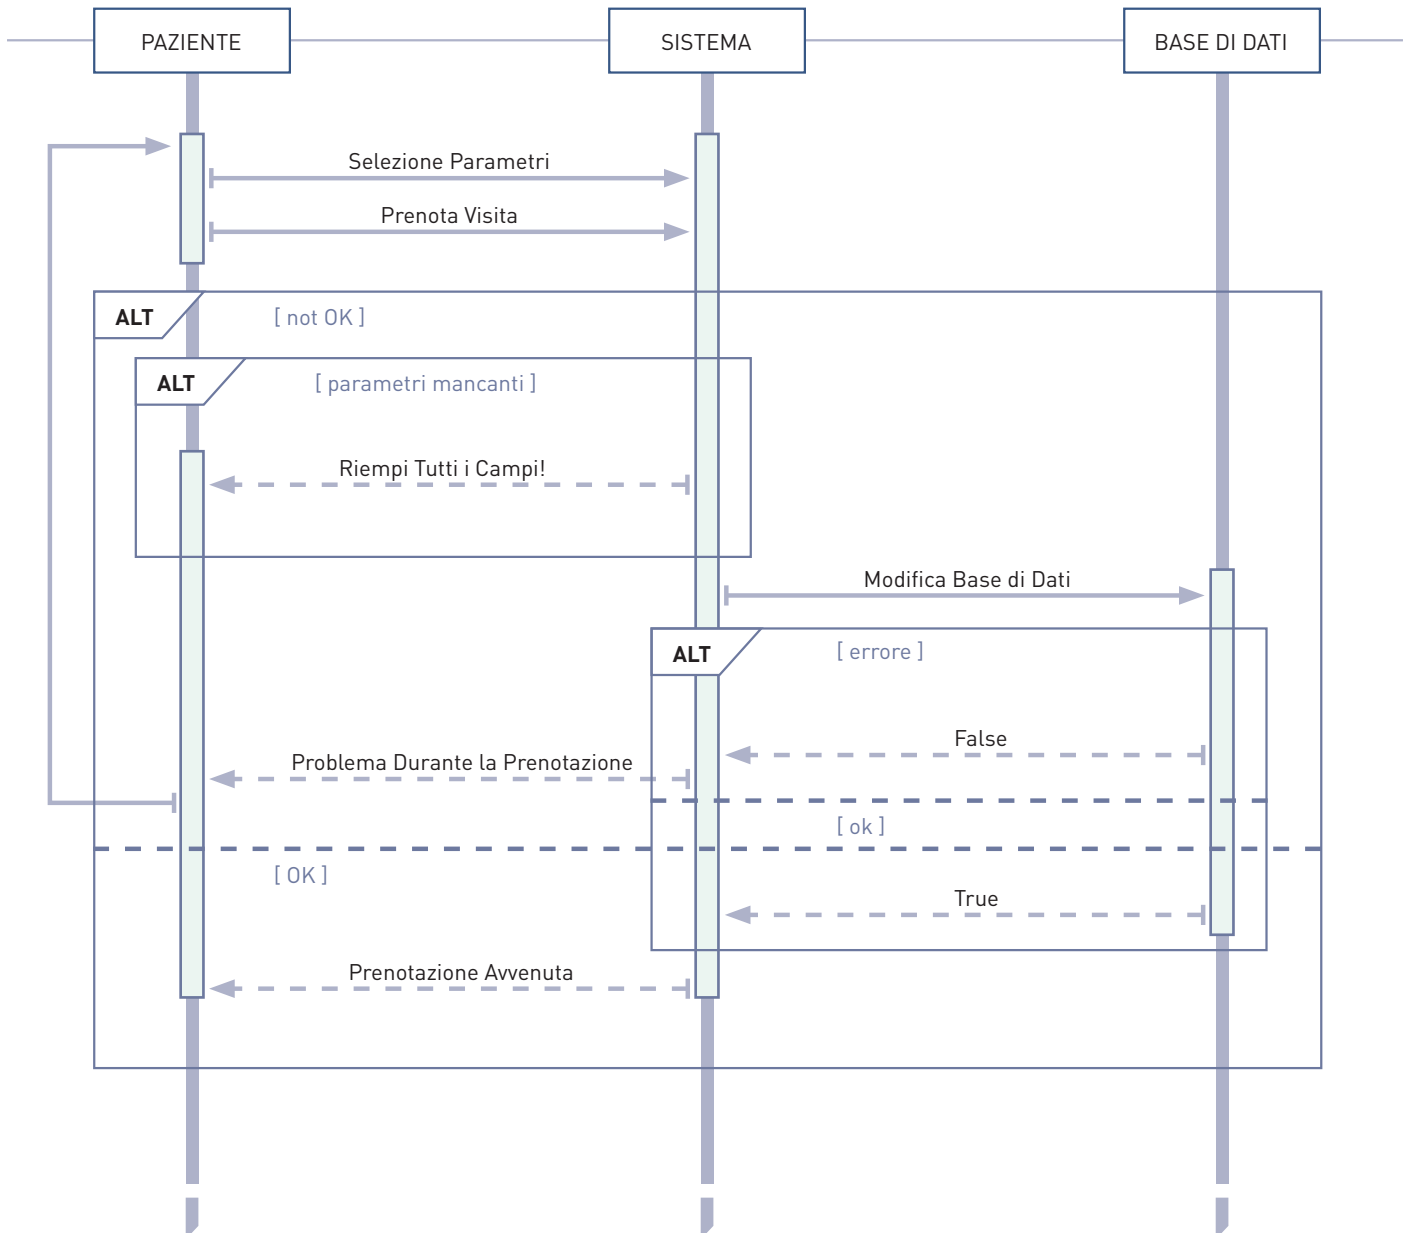 PAZIENTE
SISTEMA
BASE DI DATI
Selezione Parametri
Prenota Visita
ALT
[ not OK ]
ALT
[ parametri mancanti ]
Riempi Tutti i Campi!
Modifica Base di Dati
ALT
[ errore ]
False
Problema Durante la Prenotazione
[ ok ]
[ OK ]
True
Prenotazione Avvenuta